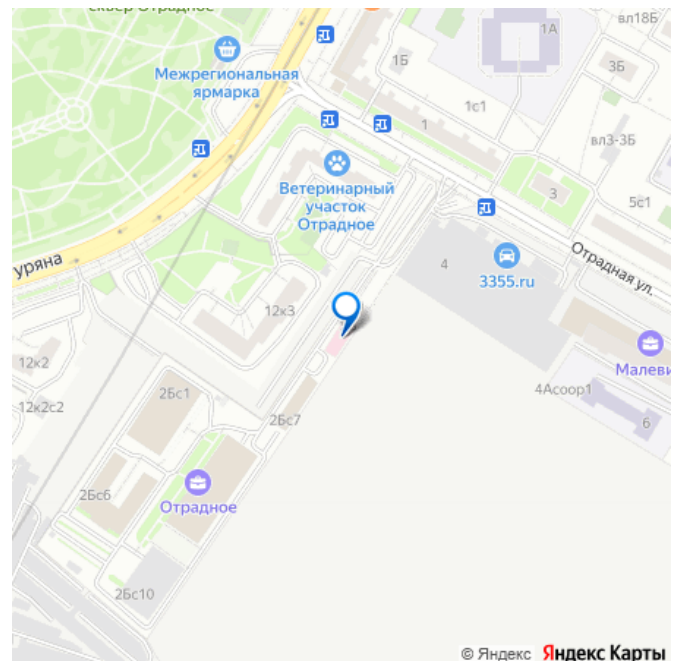 сквер Отрадное
вл18Б
1А
Межрегиональная
ярмарка
1Б
3Б
1с1
1
вл3-3Б
Ветеринарный
участок
Отрадное
3
5с1
уряна
4
3355.ru
Отрадная ул.
12к3
12к2
Малеви
2Бс1
4Асоор1
12к2с2
2Бс7
6
2Бс6
Отрадное
2Бс10
© Яндекс Яндекс Карты